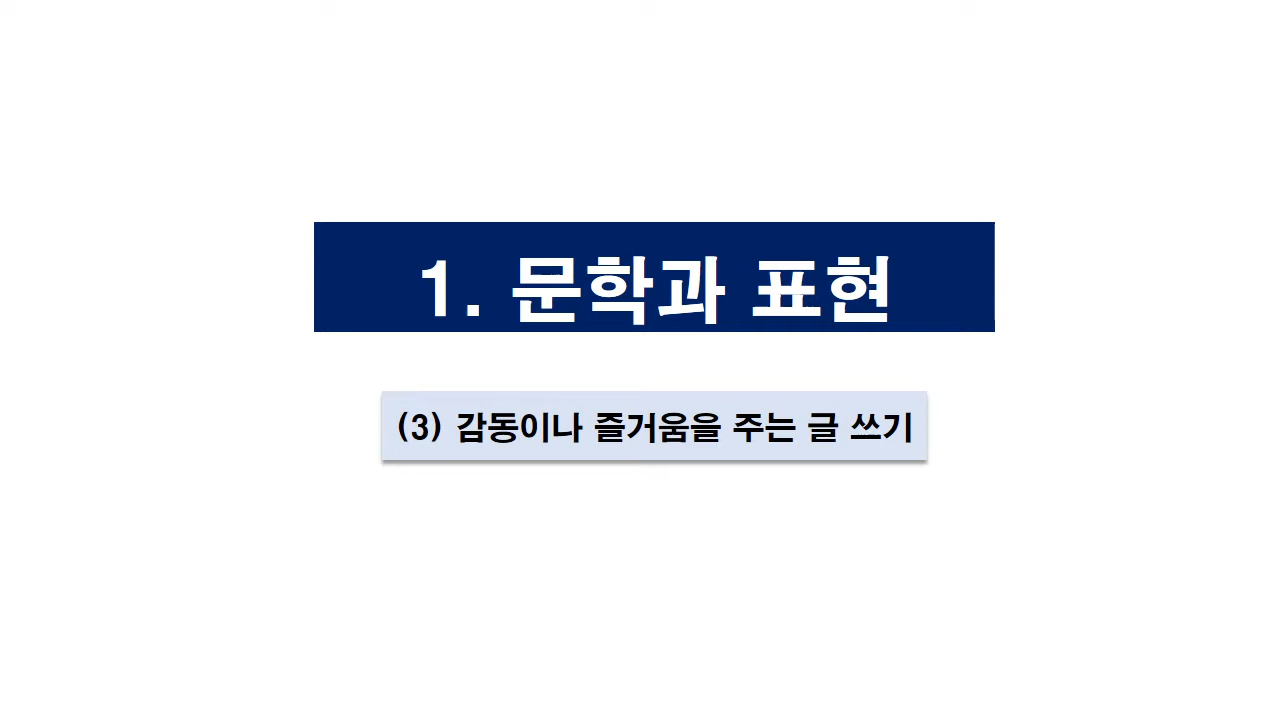 1. 문학과 표현
(3) 감동이나 즐거움을 주는 글 쓰기